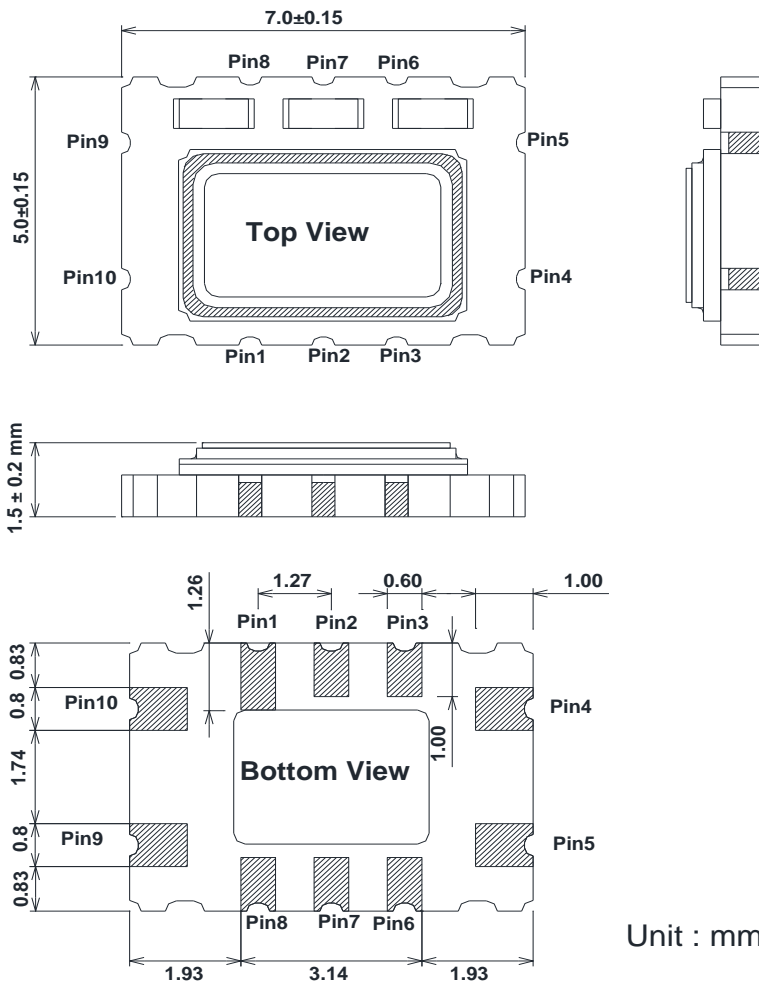 7.0±0.15
Pin8 Pin7 Pin6
Pin9 Pin5
5.0±0.15
Top View
Pin10 Pin4
Pin1 Pin2 Pin3
1.5 ± 0.2 mm
1.26 1.27 0.60 1.00
Pin1 Pin2 Pin3
0.83
Pin10 0.8 Pin4
1.00
1.74
Bottom View
Pin9 0.8 Pin5
0.83
Pin8 Pin7 Pin6
Unit : mm
1.93 3.14 1.93